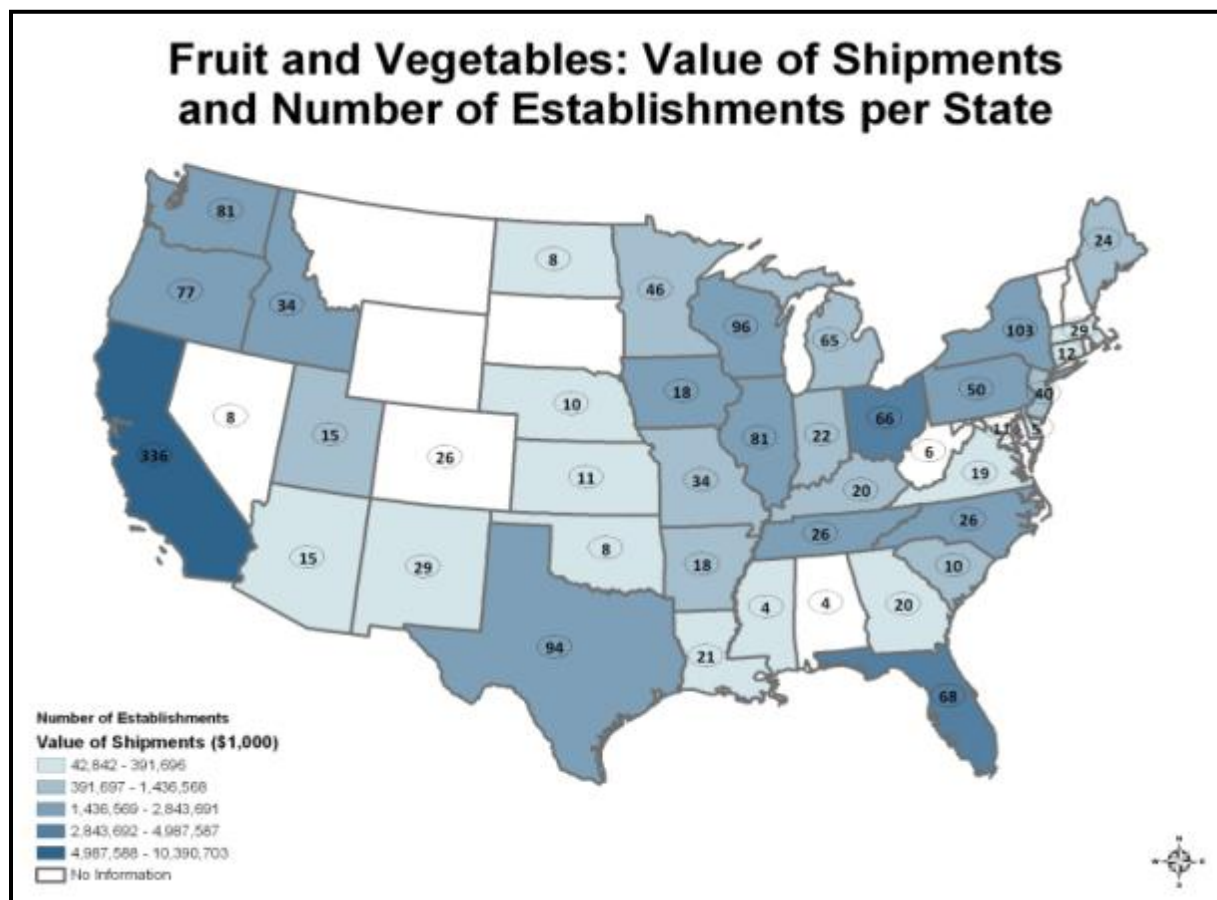 Fruit and Vegetables: Value of Shipments
and Number of Establishments per State
81
8
24
46
77
34
96
103
65
29
12
18
50
10
40
66
8
15
81
22
5
6
336
26
11
34
19
20
26
26
15
29
8
18
10
4
4
20
94
21
68
Number of Establishments
Value of Shipments ($1,000)
42,842 - 391,696
391,697 - 1,436,568
1,436,569 - 2,843,691
2,843,692 - 4,987,587
4,987,588 - 10,390,703
No Information
N
W
E
S